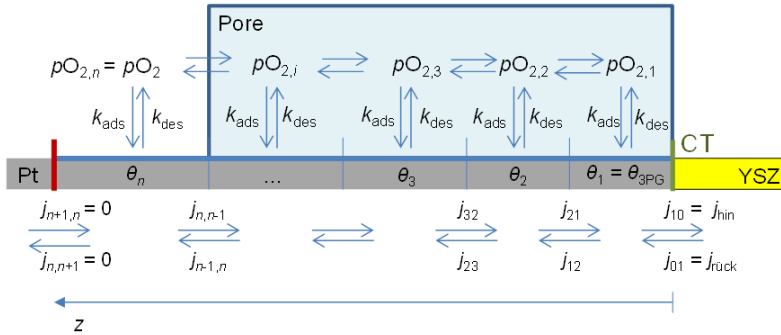 Pore
pO2,n = pO2 pO2,i pO2,3 pO2,2 pO2,1
kads kdes kads kdes kads kdes kads kdes kads kdes
CT
Pt θn ... θ3 θ2 θ1 = θ3PG YSZ
jn+1,n = 0 jn,n-1 j32 j21 j10 = jhin
jn,n+1 = 0 jn-1,n j23 j12 j01 = jrück
z